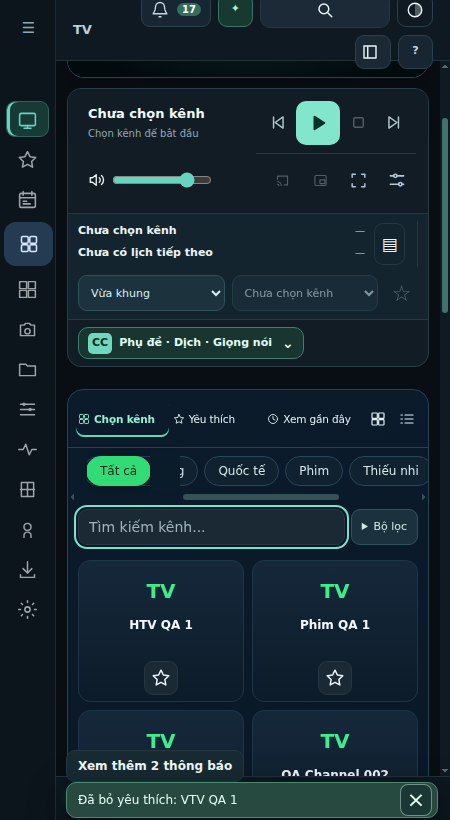 17
TV
?
Chưa chọn kênh
Chọn kênh để bắt đầu
Chưa chọn kênh —
Chưa có lịch tiếp theo —
Vừa khung Chưa chọn kênh
CC Phụ đề · Dịch · Giọng nói
Chọn kênh Yêu thích Xem gần đây
Tất cả g Quốc tế Phim Thiếu nhi
Tìm kiếm kênh... Bộ lọc
TV TV
HTV QA 1 Phim QA 1
TV TV
QA Channel 002
Xem thêm 2 thông báo
Đã bỏ yêu thích: VTV QA 1